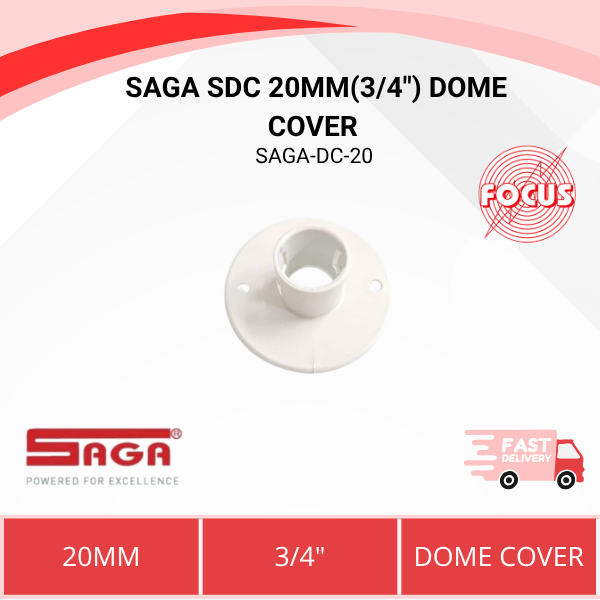 SAGA SDC 20MM(3/4") DOME
COVER
SAGA-DC-20
FOCUS
SAGA®
POWERED FOR EXCELLENCE
FAST
DELIVERY
20MM
3/4"
DOME COVER